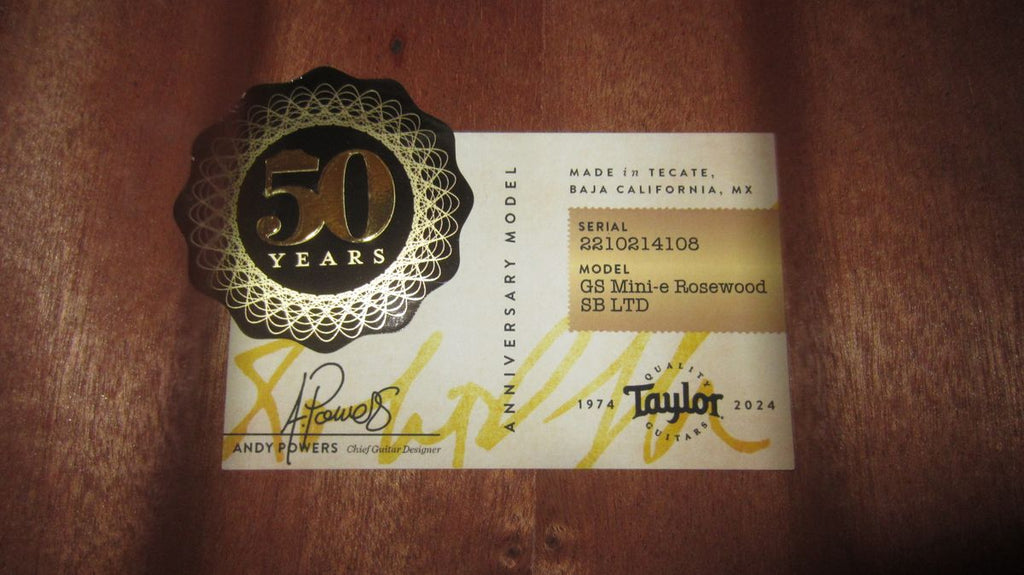 50
YEARS
ANNIVERSARY MODEL
MADE in TECATE,
BAJA CALIFORNIA, MX
SERIAL
2210214108
MODEL
GS Mini-e Rosewood
SB LTD
A. Powers
ANDY POWERS Chief Guitar Designer
1974
QUALITY
Taylor
GUITARS
2024